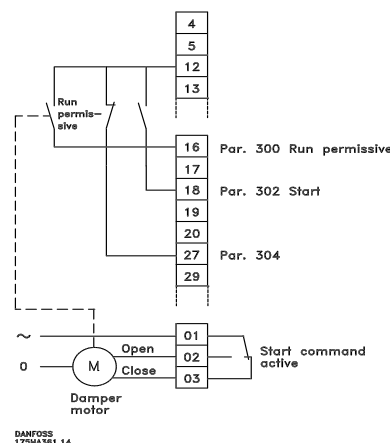 4
5
12
13
Run
permis-
sive
16 Par. 300 Run permissive
17
18 Par. 302 Start
19
20
27 Par. 304
29
~ 01
Open 02 Start command
active
0 M
Close 03
Damper
motor
DANFOSS
175HA361.14